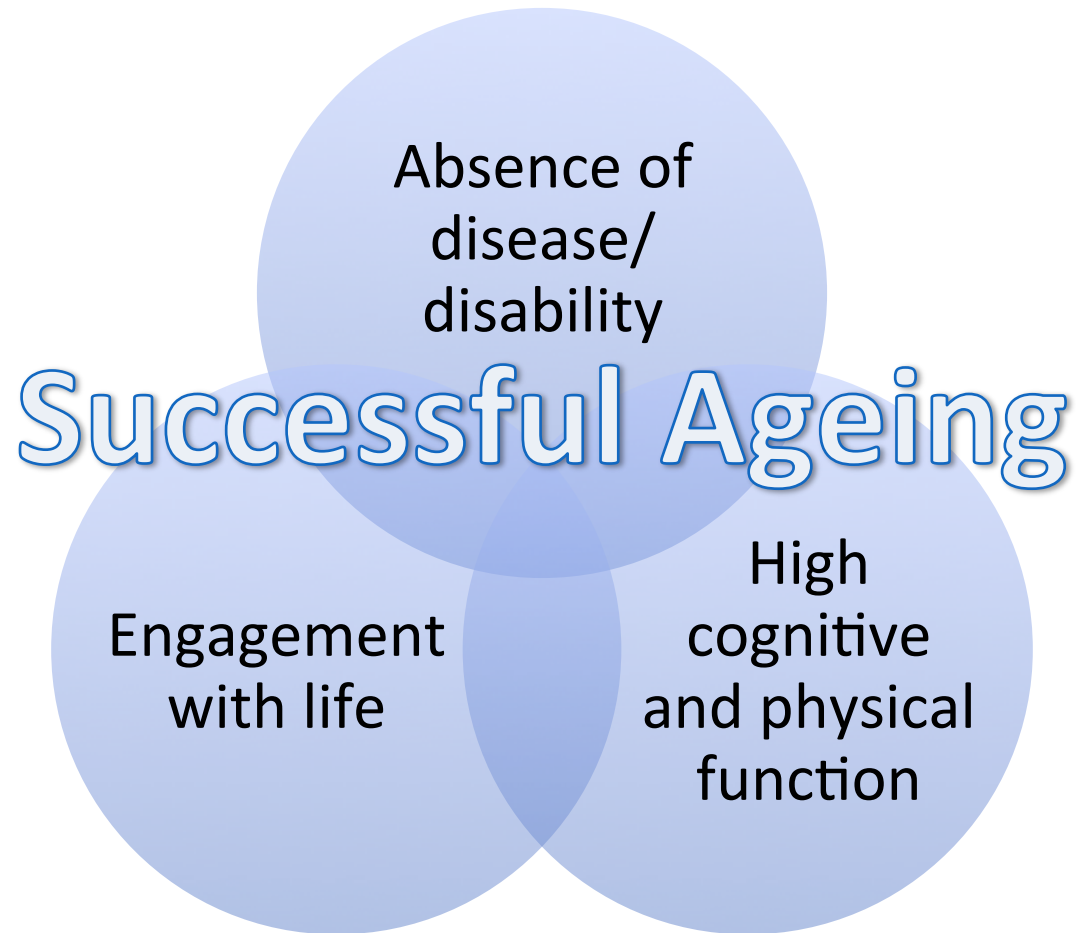 Absence of
disease/
disability
Successful Ageing
Engagement
with life
High
cognitive
and physical
function